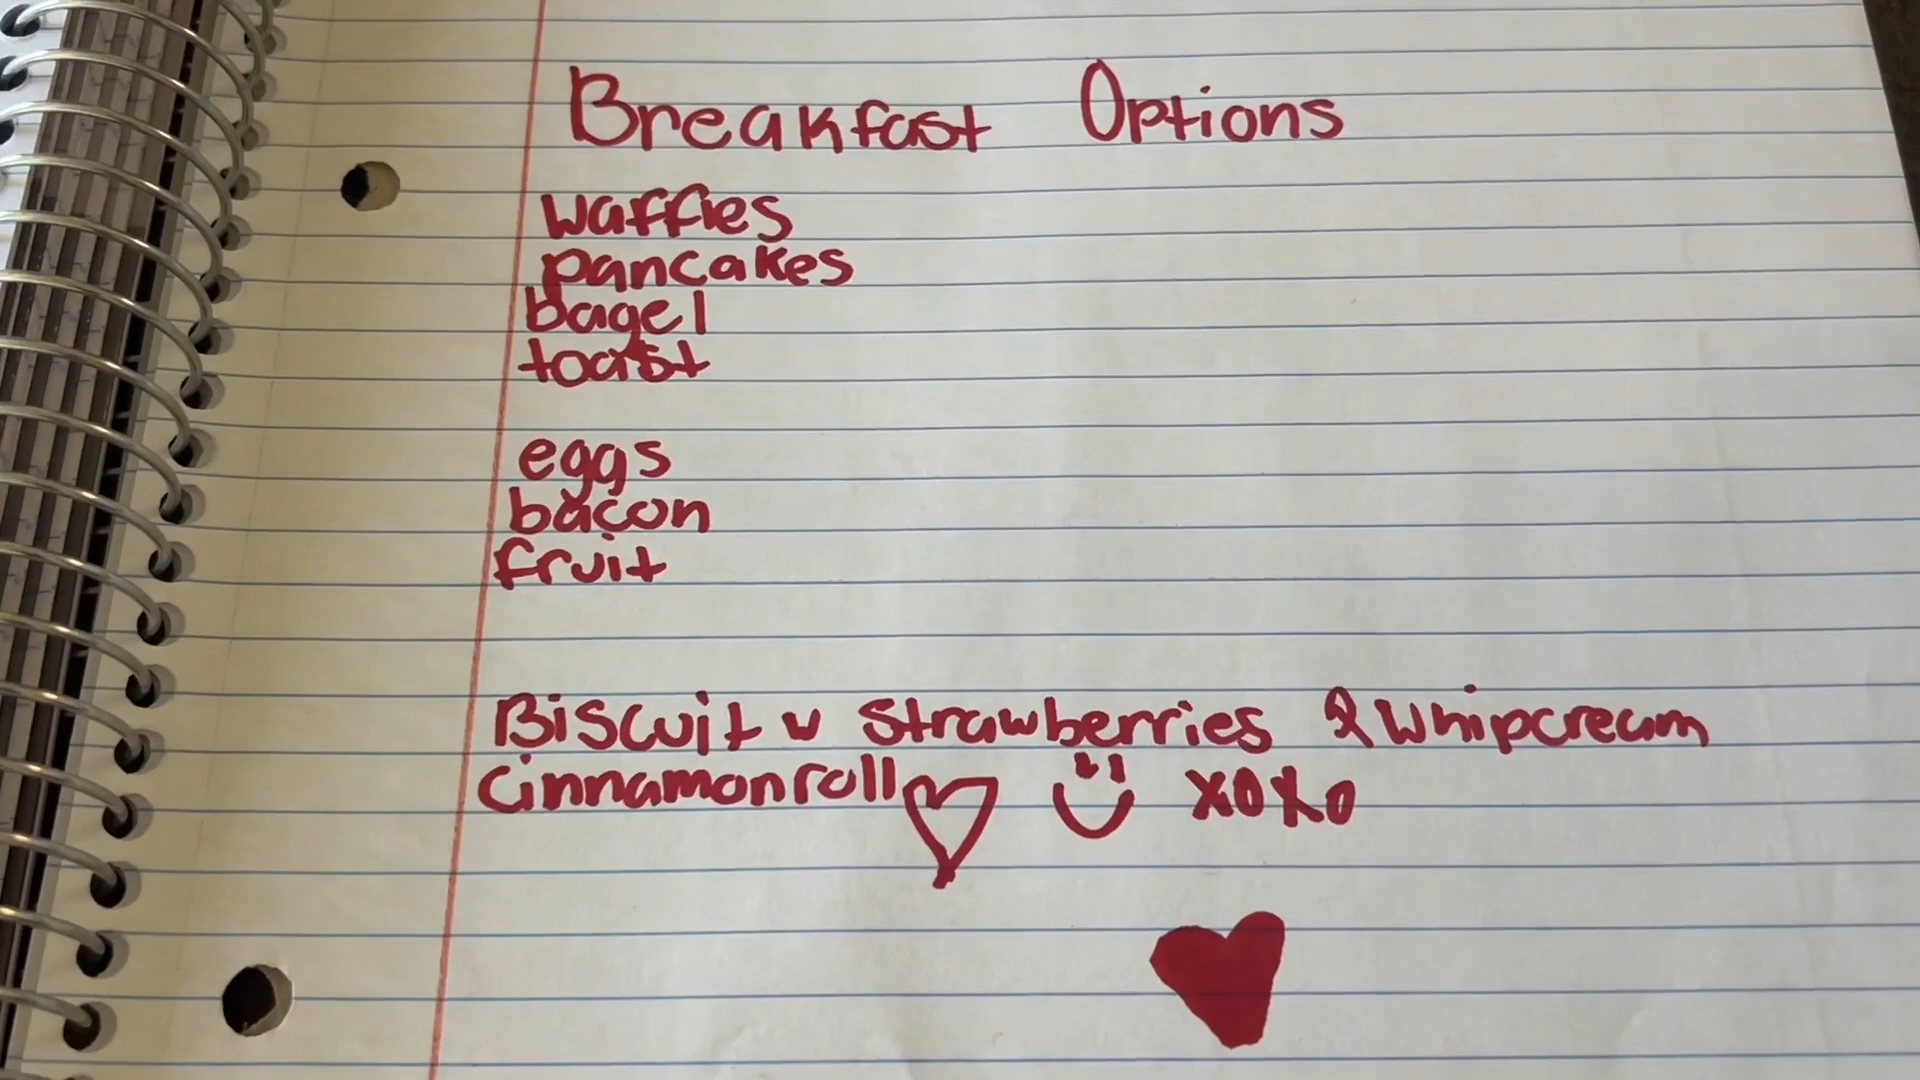 Breakfast Options
waffles
pancakes
bagel
toast
eggs
bacon
fruit
Biscuit w strawberries & whipcream
cinnamonroll xoxo